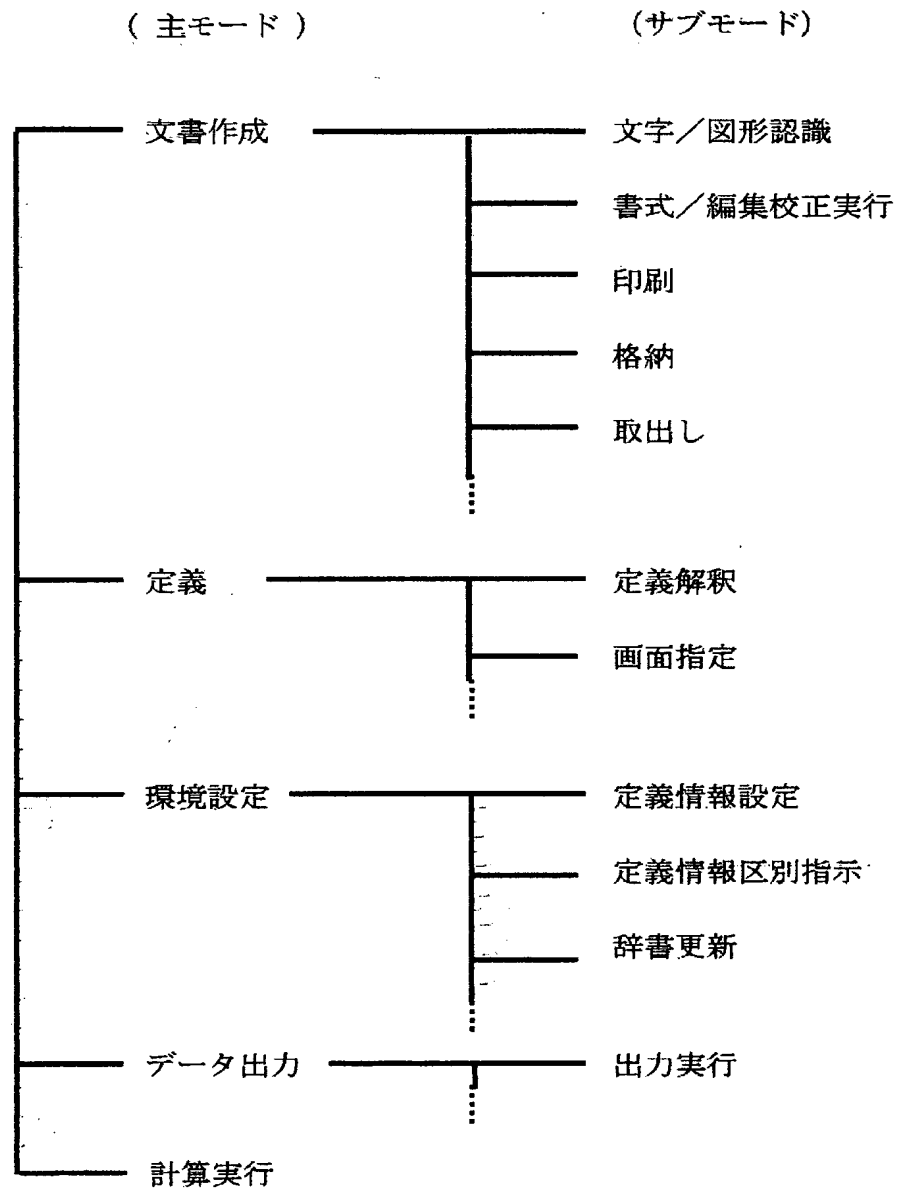 （ 主モード ） （サブモード）
文書作成 文字／図形認識
書式／編集校正実行
印刷
格納
取出し
定義 定義解釈
画面指定
環境設定 定義情報設定
定義情報区別指示
辞書更新
データ出力 出力実行
計算実行